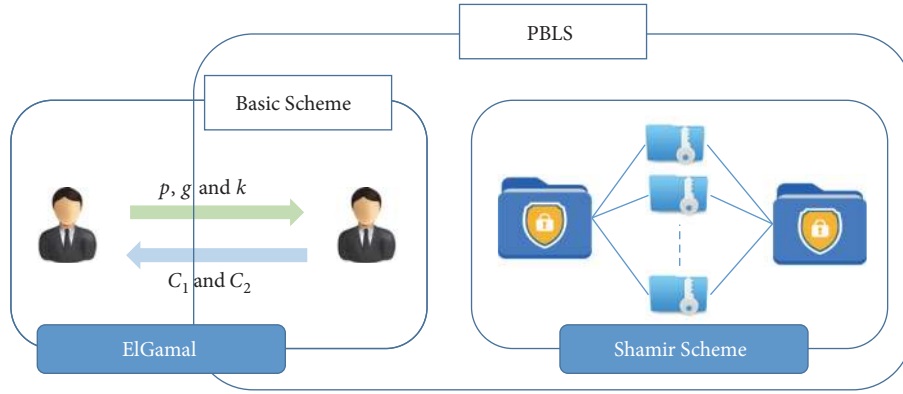 PBLS
Basic Scheme
p, g and k
C₁ and C₂
ElGamal
Shamir Scheme